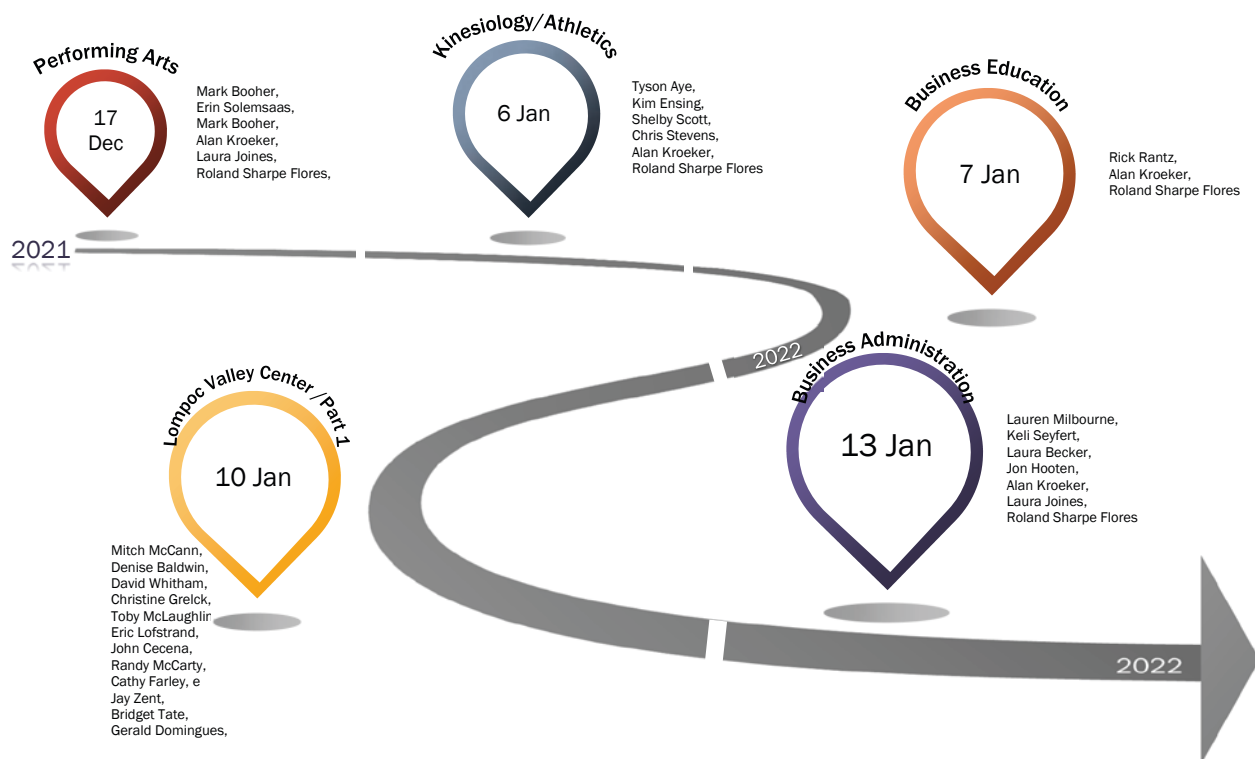 Performing Arts
17
Dec
Mark Booher,
Erin Solemsaas,
Mark Booher,
Alan Kroeker,
Laura Joines,
Roland Sharpe Flores,
Kinesiology/Athletics
6 Jan
Tyson Aye,
Kim Ensing,
Shelby Scott,
Chris Stevens,
Alan Kroeker,
Roland Sharpe Flores
Business Education
7 Jan
Rick Rantz,
Alan Kroeker,
Roland Sharpe Flores
2021
2022
Lompoc Valley Center /Part 1
10 Jan
Mitch McCann,
Denise Baldwin,
David Whitham,
Christine Grelck,
Toby McLaughlin
Eric Lofstrand,
John Cecena,
Randy McCarty,
Cathy Farley, e
Jay Zent,
Bridget Tate,
Gerald Domingues,
Business Administration
13 Jan
Lauren Milbourne,
Keli Seyfert,
Laura Becker,
Jon Hooten,
Alan Kroeker,
Laura Joines,
Roland Sharpe Flores
2022